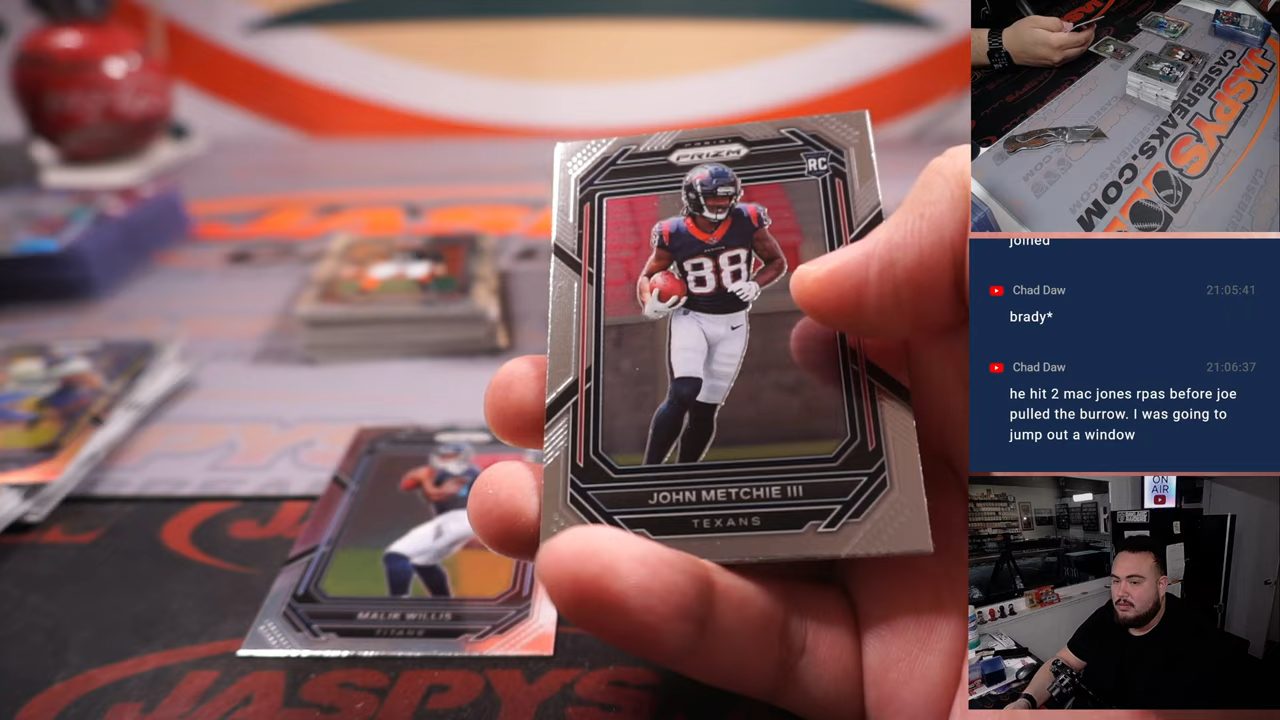 PANINI
PRIZM
RC
88
JOHN METCHIE III
TEXANS
MALIK WILLIS
TITANS
JASPYS
JASPYS
CASEBREAKS.COM
joined
Chad Daw 21:05:41
brady*
Chad Daw 21:06:37
he hit 2 mac jones rpas before joe
pulled the burrow. I was going to
jump out a window
ON
AIR